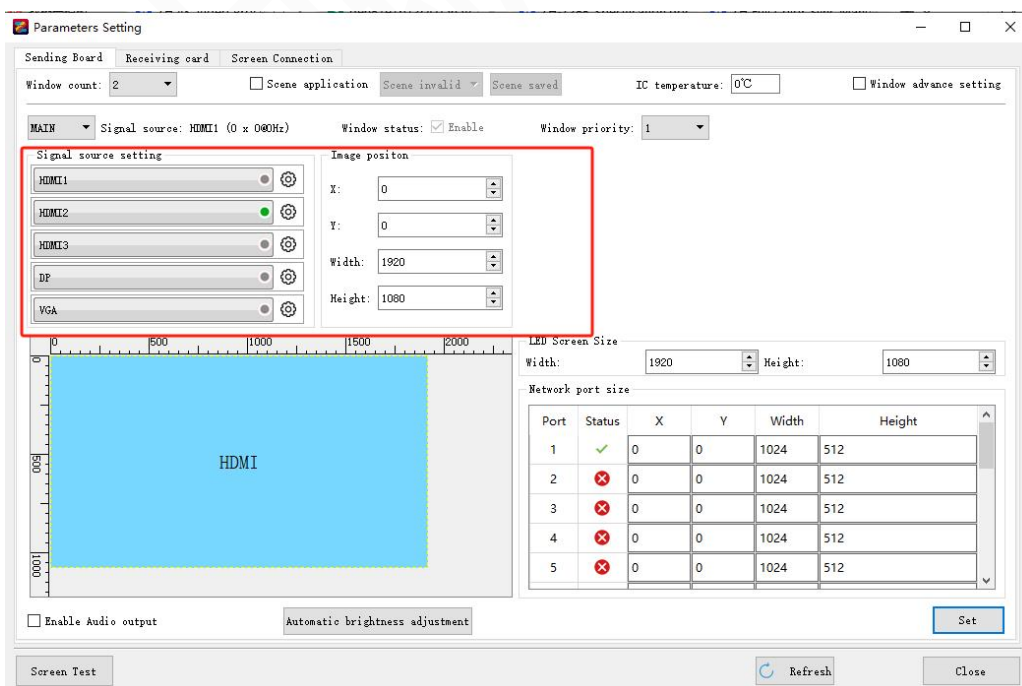 Parameters Setting
Sending Board Receiving card Screen Connection
Window count: 2 Scene application Scene invalid Scene saved IC temperature: 0℃ Window advance setting
MAIN Signal source: HDMI1 (0 x 0@0Hz) Window status: Enable Window priority: 1
Signal source setting Image positon
HDMI1 X: 0
HDMI2 Y: 0
HDMI3 Width: 1920
DP Height: 1080
VGA
0 500 1000 1500 2000
0
500
1000
HDMI
LED Screen Size
Width: 1920 Height: 1080
Network port size
Port Status X Y Width Height
1 0 0 1024 512
2 0 0 1024 512
3 0 0 1024 512
4 0 0 1024 512
5 0 0 1024 512
Enable Audio output Automatic brightness adjustment Set
Screen Test Refresh Close